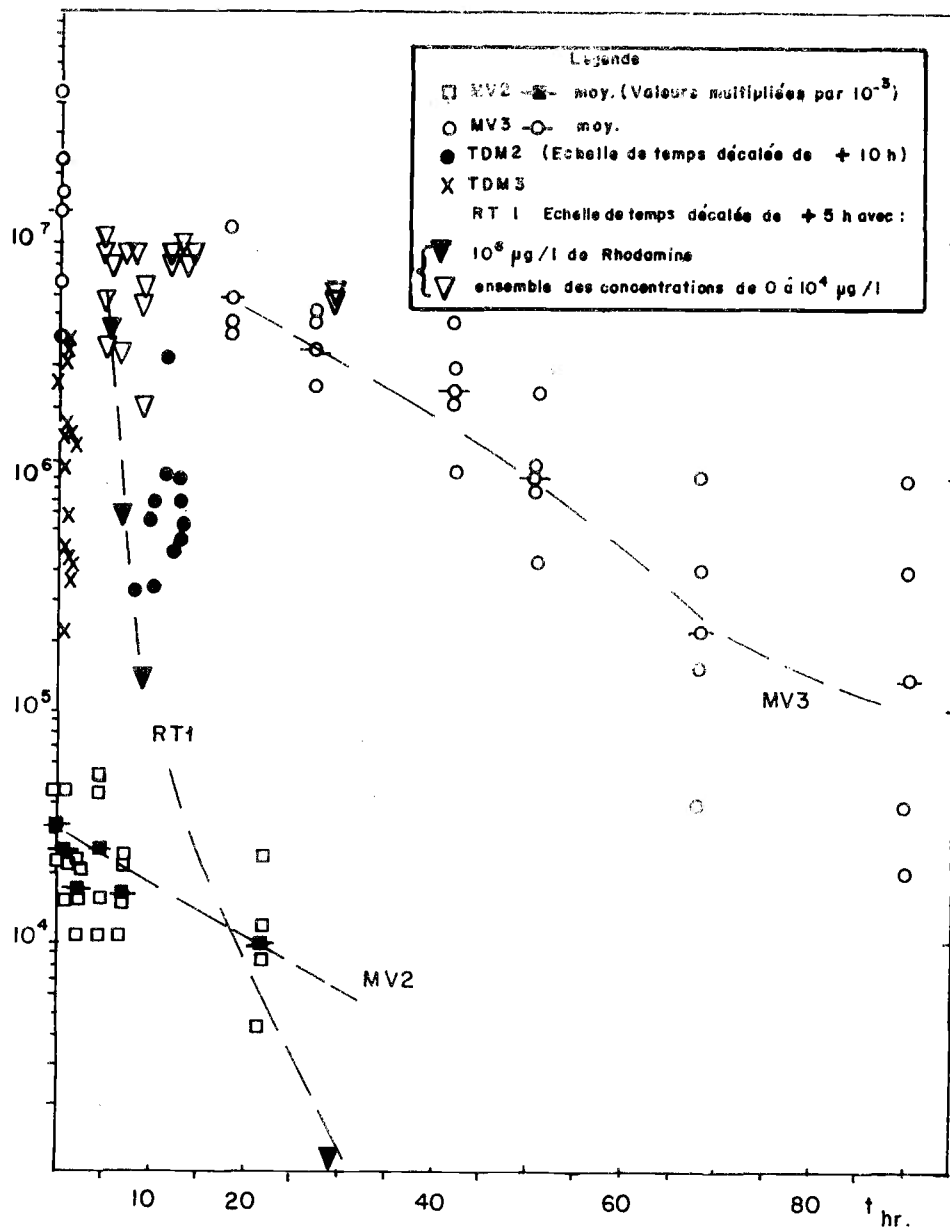 Légende
MV2 moy. (Valeurs multipliées par 10⁻³)
MV3 moy.
TDM2 (Echelle de temps décalée de + 10 h)
TDM3
RT 1 Echelle de temps décalée de + 5 h avec :
10⁶ µg/l de Rhodamine
ensemble des concentrations de 0 à 10⁴ µg/l
10⁷
10⁶
10⁵
10⁴
RT1
MV3
MV2
10 20 40 60 80 t hr.